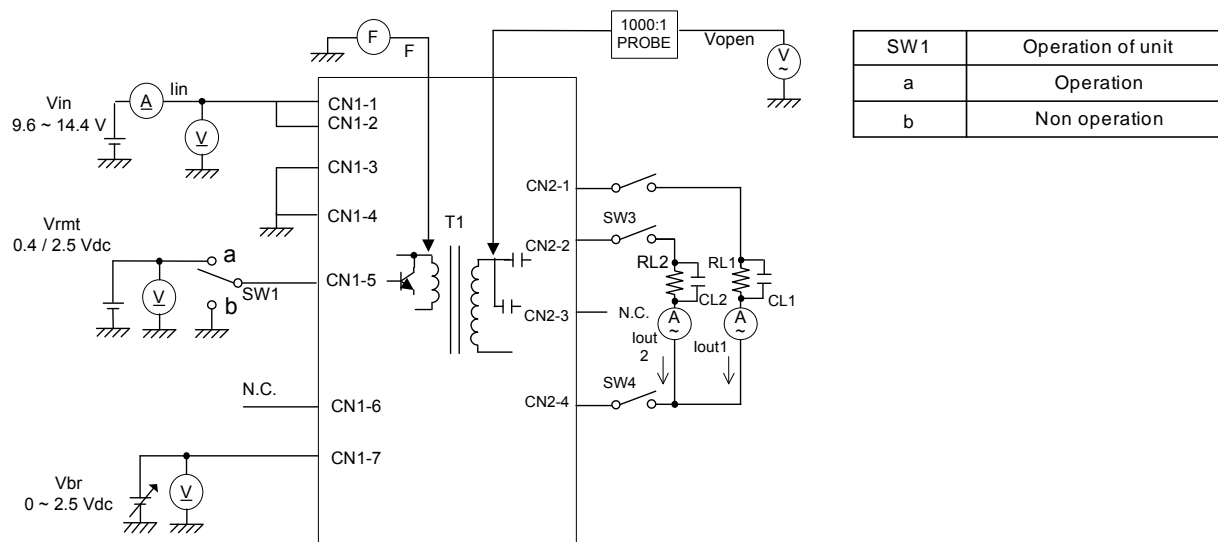 F
F
1000:1
PROBE
Vopen
V
~
SW1 Operation of unit
a Operation
b Non operation
Vin
9.6 ~ 14.4 V
A
Iin
V
CN1-1
CN1-2
CN1-3
CN1-4
Vrmt
0.4 / 2.5 Vdc
V
a
b
SW1
CN1-5
T1
N.C.
CN1-6
Vbr
0 ~ 2.5 Vdc
V
CN1-7
CN2-1
SW3
CN2-2
RL2
RL1
CL2
CL1
CN2-3
N.C.
A
~
A
~
Iout
2
Iout1
SW4
CN2-4